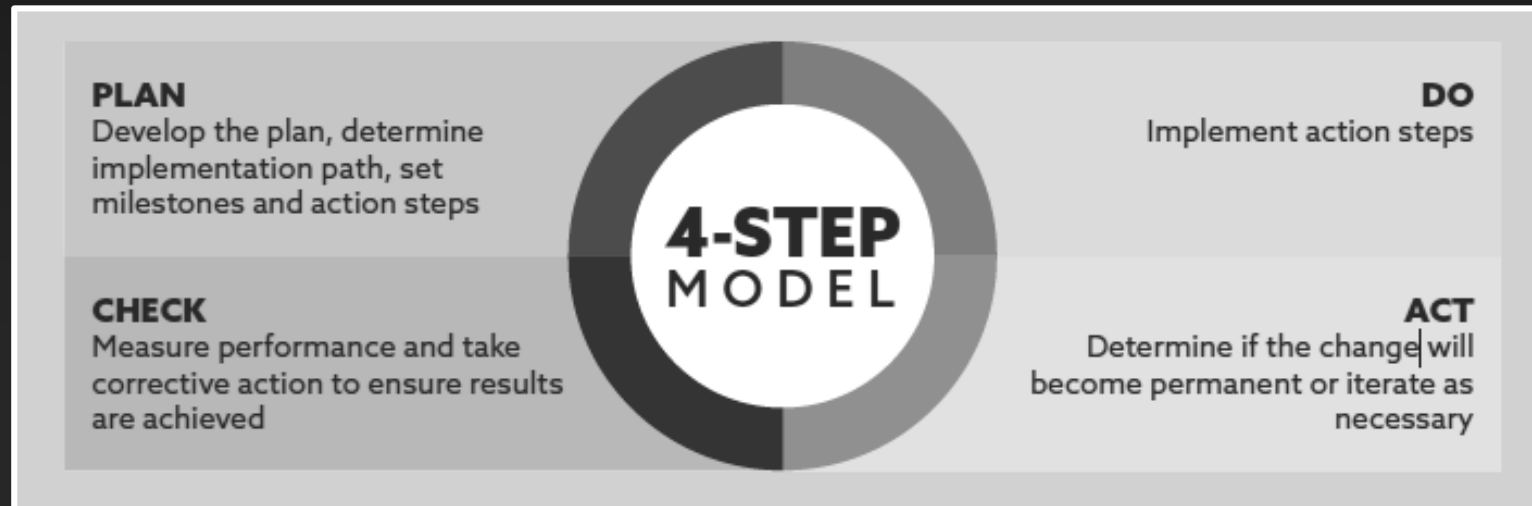 PLAN
Develop the plan, determine
implementation path, set
milestones and action steps
DO
Implement action steps
4-STEP
MODEL
CHECK
Measure performance and take
corrective action to ensure results
are achieved
ACT
Determine if the change will
become permanent or iterate as
necessary